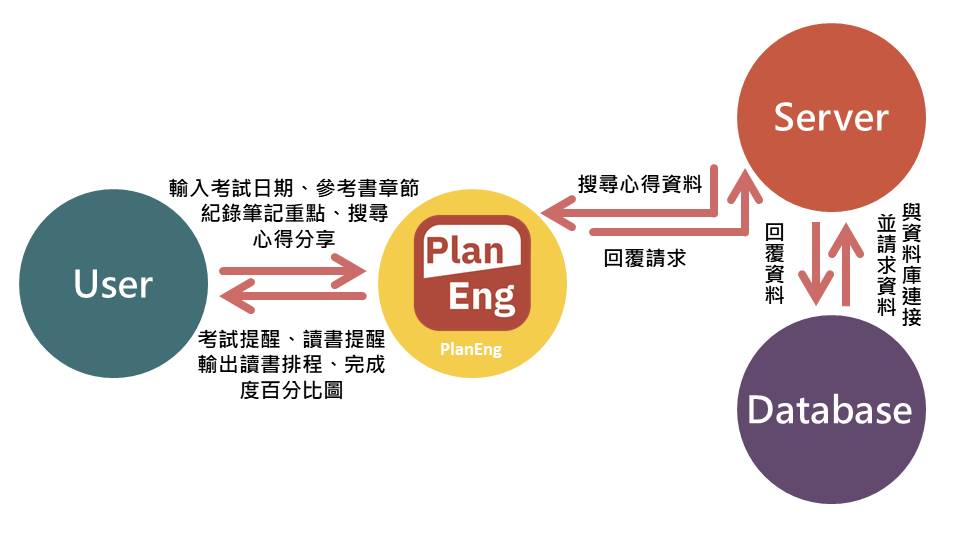 Server
輸入考試日期、參考書章節
紀錄筆記重點、搜尋
心得分享
搜尋心得資料
回覆請求
User
Plan
Eng
PlanEng
考試提醒、讀書提醒
輸出讀書排程、完成
度百分比圖
回覆資料
與資料庫連接
並請求資料
Database